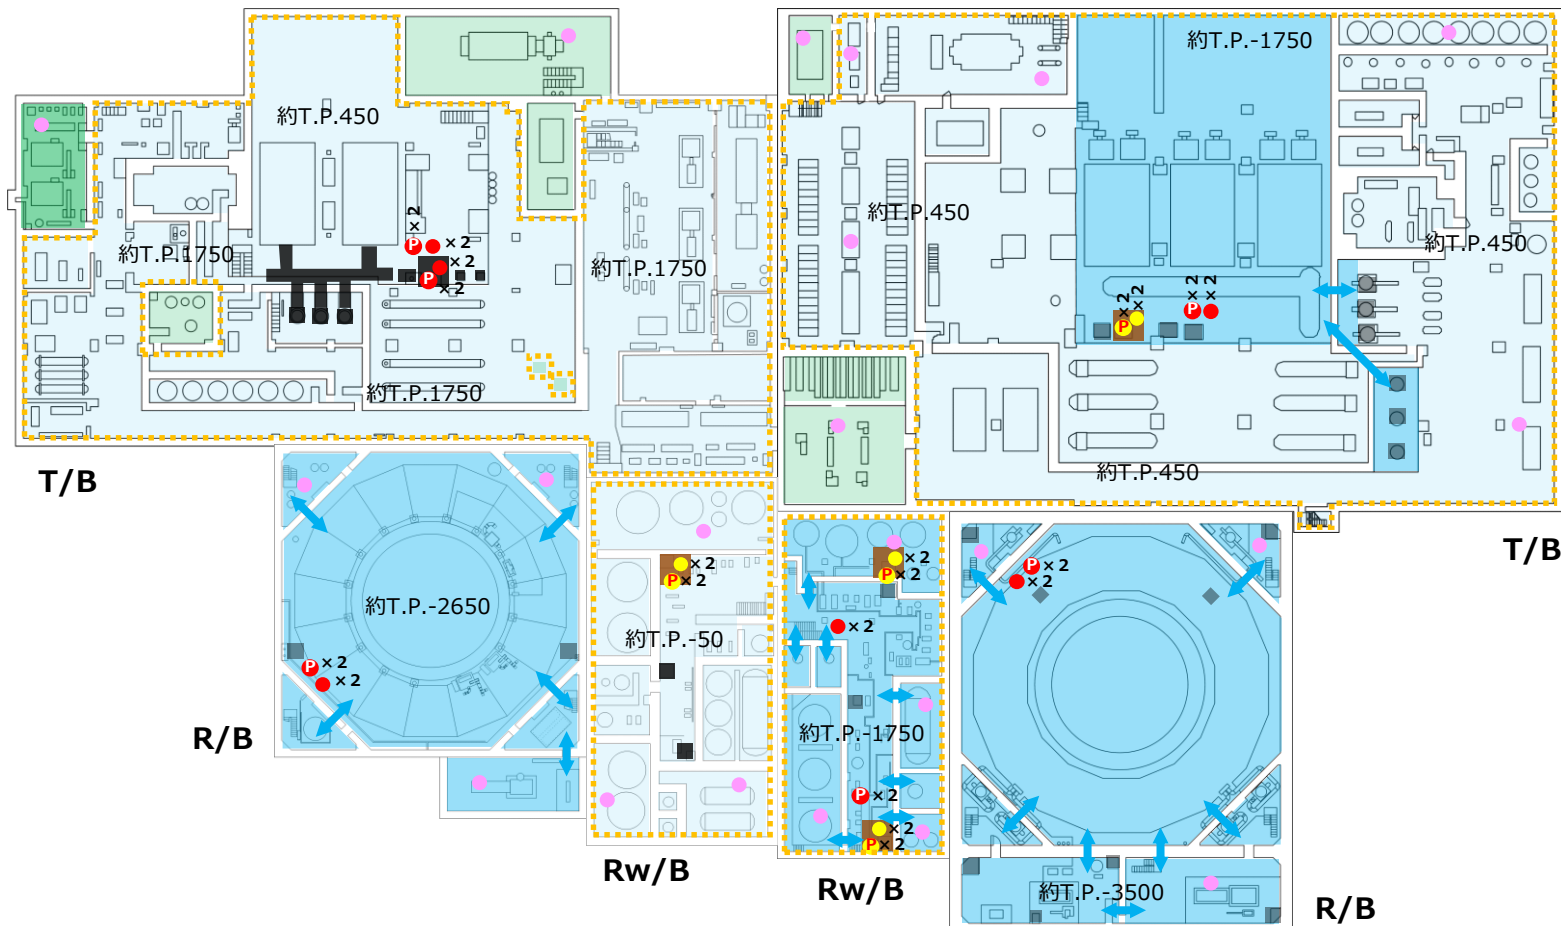 約T.P.-1750
約T.P.450
約T.P.450
約T.P.450
約T.P.1750
約T.P.1750
×2
×2
×2
P
P
×2
×2
×2
P
×2
×2
P
約T.P.1750
約T.P.450
T/B
T/B
約T.P.-2650
×2
P
×2
×2
P
×2
P
×2
×2
×2
約T.P.-50
P
×2
×2
約T.P.-1750
R/B
P
×2
×2
P
×2
Rw/B
Rw/B
約T.P.-3500
R/B